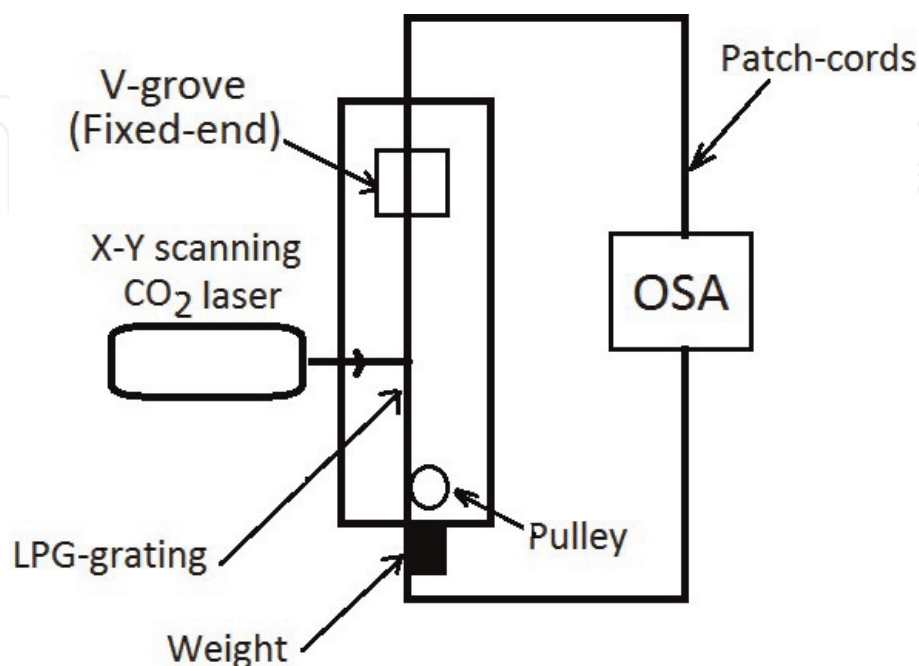 Patch-cords
V-grove
(Fixed-end)
X-Y scanning
CO2 laser
OSA
Pulley
LPG-grating
Weight